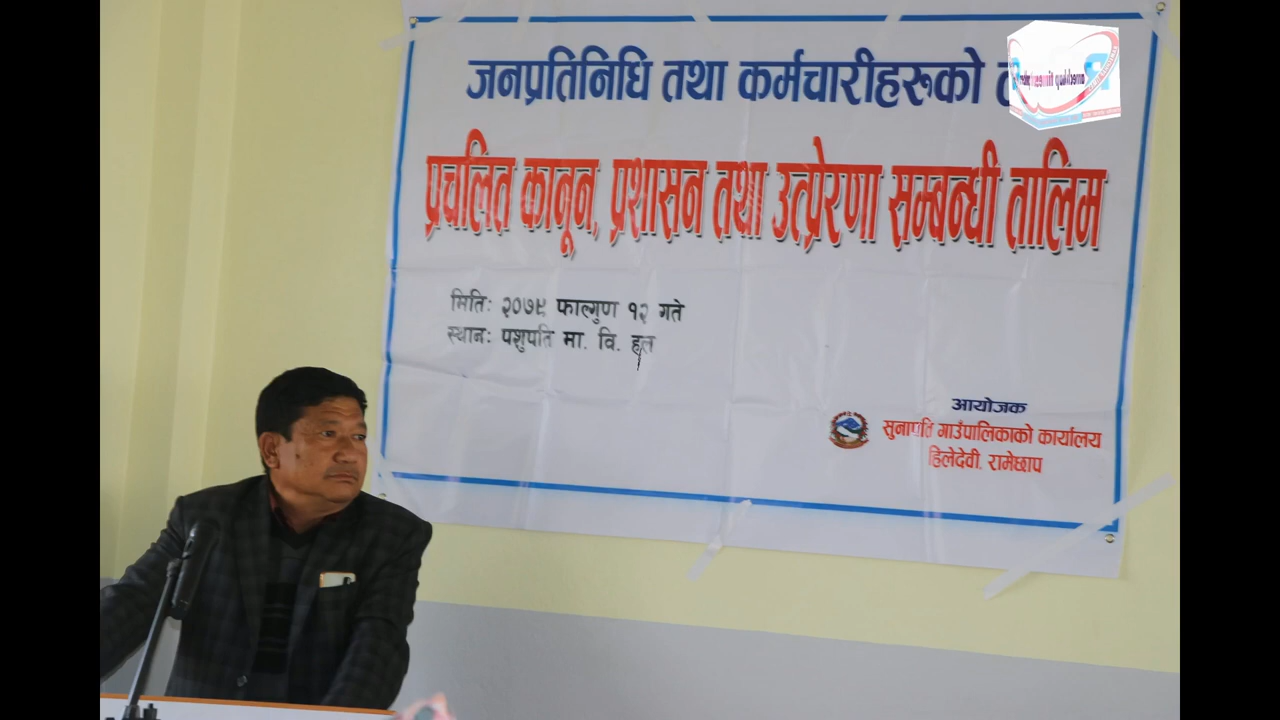 जनप्रतिनिधि तथा कर्मचारीहरुको
प्रचलित कानून, प्रशासन तथा उत्प्रेरणा सम्बन्धी तालिम
मितिः २०७९ फाल्गुण १२ गते
स्थानः पशुपति मा. वि. हल
आयोजक
सुनापति गाउँपालिकाको कार्यालय
हिलेदेवी, रामेछाप